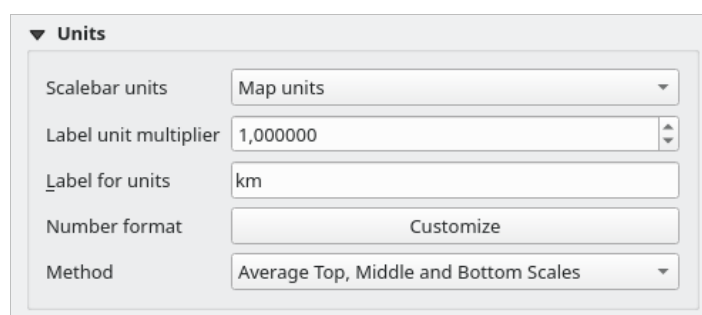 Units
Scalebar units Map units
Label unit multiplier 1,000000
Label for units km
Number format Customize
Method Average Top, Middle and Bottom Scales